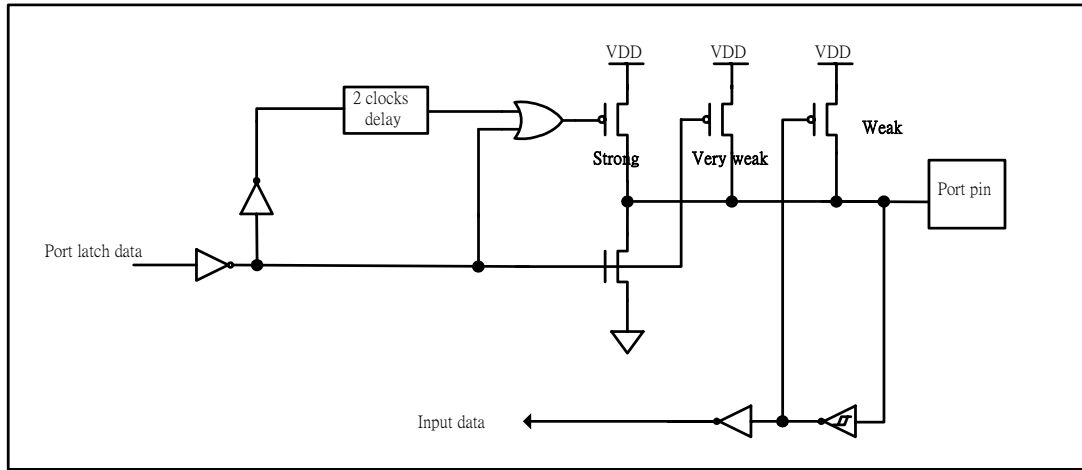 VDD
VDD
VDD
2 clocks
delay
Weak
Strong
Very weak
Port pin
Port latch data
Input data